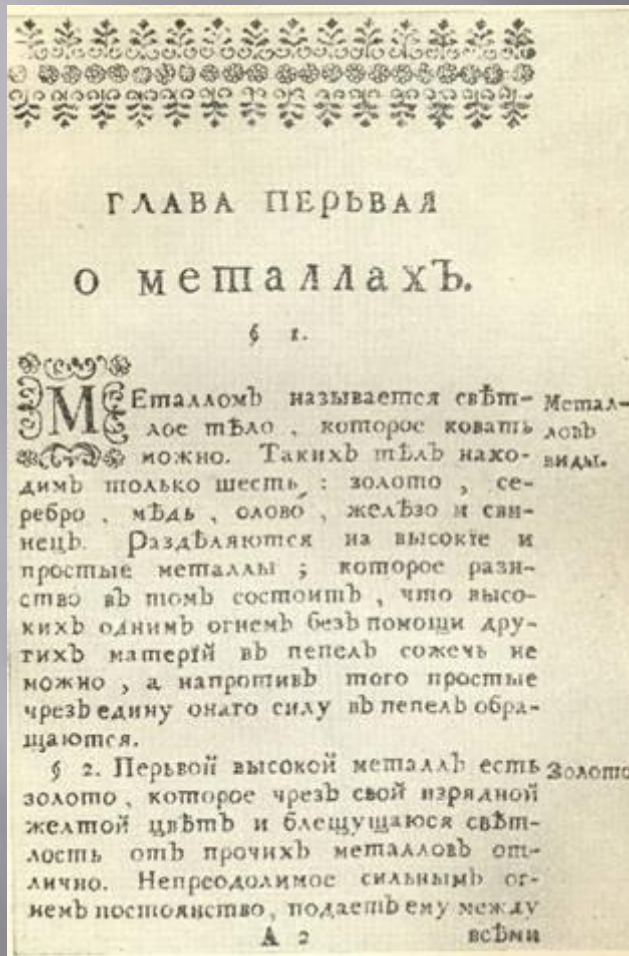 ГЛАВА ПЕРЬВАЯ
О МЕТАЛЛАХЪ.
§ 1.
МЕталломъ называется свѣт-
лое тѣло, которое ковать
можно. Такихъ тѣлъ нахо-
димъ только шесть: золото, се-
ребро, мѣдь, олово, желѣзо и сви-
нецъ. Раздѣляются на высокїе и
простые металлы; которое разн-
ство въ томъ состоитъ, что высо-
кихъ однимъ огнемъ безъ помощи дру-
гихъ матерїй въ пепелъ сожечь не
можно, а напротивъ того простые
чрезъ едину онаго силу въ пепелъ обра-
щаются.
Метал-
ловъ
виды.
§ 2. Перьвой высокой металлъ есть
золото, которое чрезъ свой изрядной
желтой цвѣтъ и блещущаюся свѣт-
лость отъ прочихъ металловъ от-
лично. Непреодолимое сильнымъ ог-
немъ постоянство, подаетъ ему между
Золото
А 2 всѣми